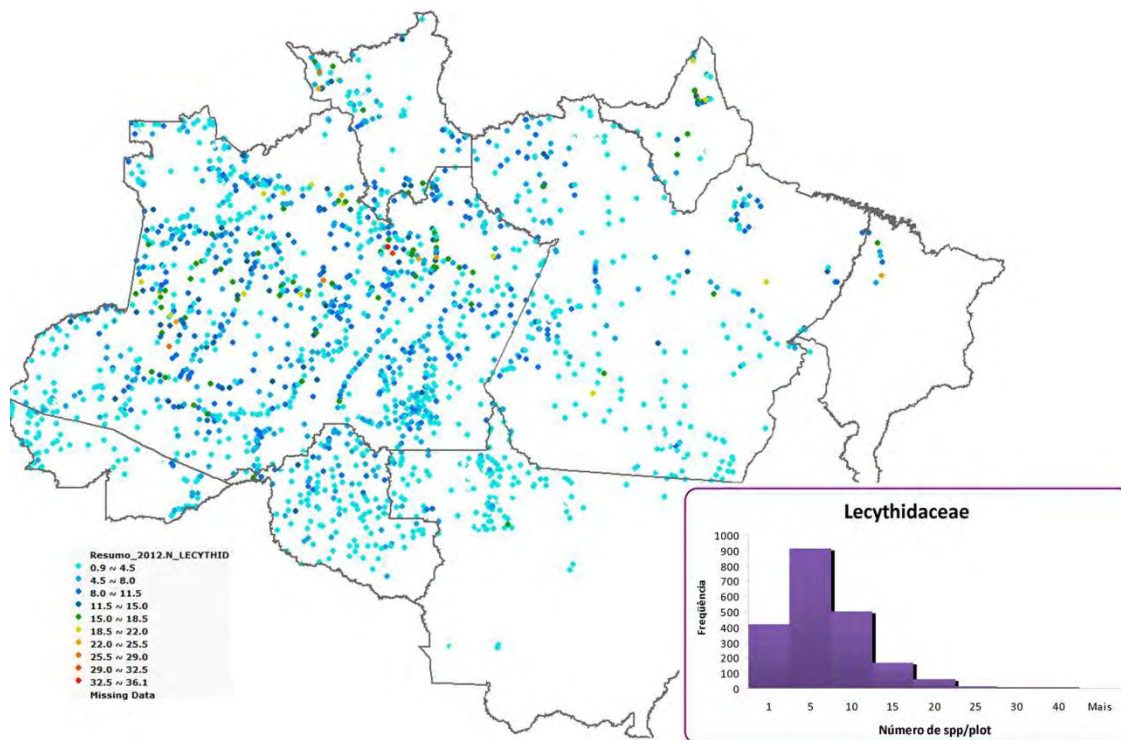 Resumo_2012.N_LECYTHID
0.9 ~ 4.5
4.5 ~ 8.0
8.0 ~ 11.5
11.5 ~ 15.0
15.0 ~ 18.5
18.5 ~ 22.0
22.0 ~ 25.5
25.5 ~ 29.0
29.0 ~ 32.5
32.5 ~ 36.1
Missing Data
Lecythidaceae
1000
900
800
700
600
500
400
300
200
100
0
Freqüência
1 5 10 15 20 25 30 40 Mais
Número de spp/plot